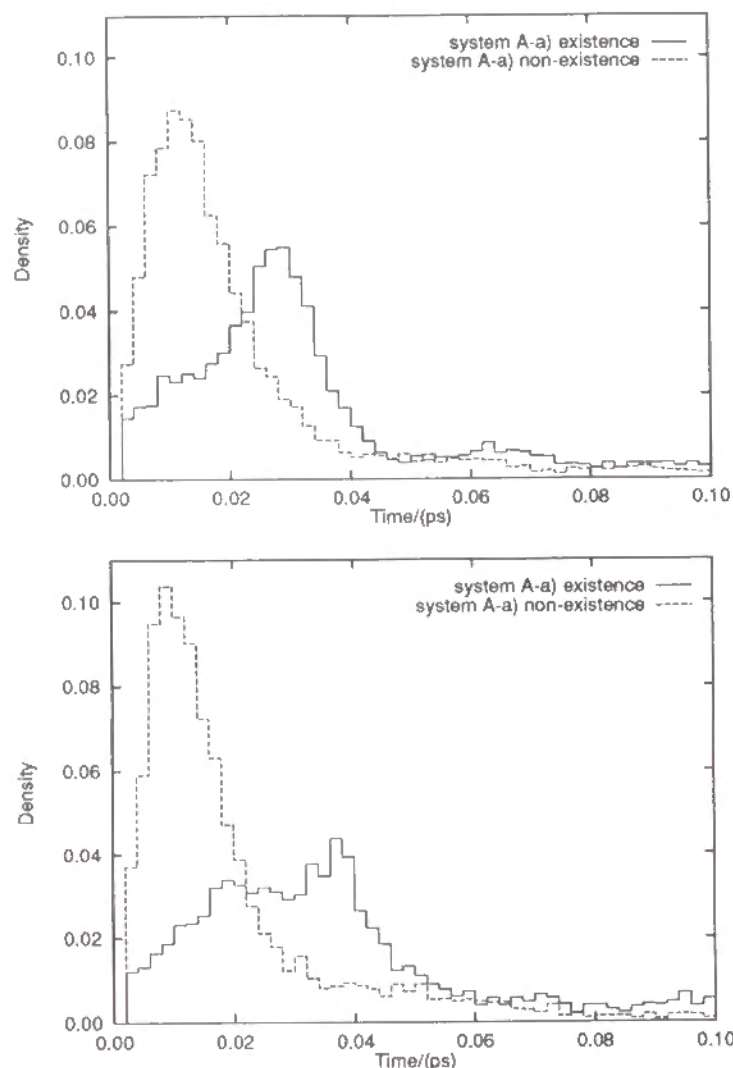 0.10
0.08
0.06
0.04
0.02
0.00
Density
system A-a) existence
system A-a) non-existence
0.00 0.02 0.04 0.06 0.08 0.10
Time/(ps)
0.10
0.08
0.06
0.04
0.02
0.00
Density
system A-a) existence
system A-a) non-existence
0.00 0.02 0.04 0.06 0.08 0.10
Time/(ps)